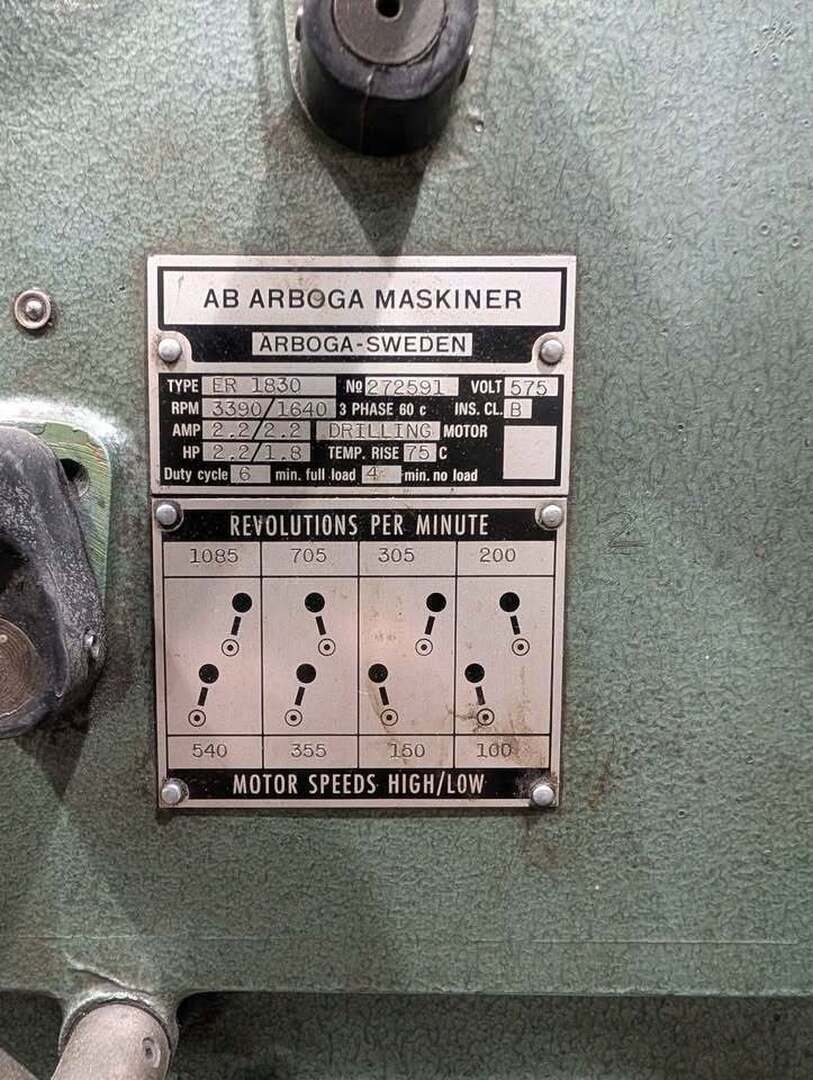 AB ARBOGA MASKINER
ARBOGA-SWEDEN
TYPE ER 1830 No 272591 VOLT 575
RPM 3390/1640 3 PHASE 60 c INS. CL. B
AMP 2.2/2.2 DRILLING MOTOR
HP 2.2/1.8 TEMP. RISE 75 C
Duty cycle 6 min. full load 4 min. no load
REVOLUTIONS PER MINUTE
1085 705 305 200
540 355 150 100
MOTOR SPEEDS HIGH/LOW